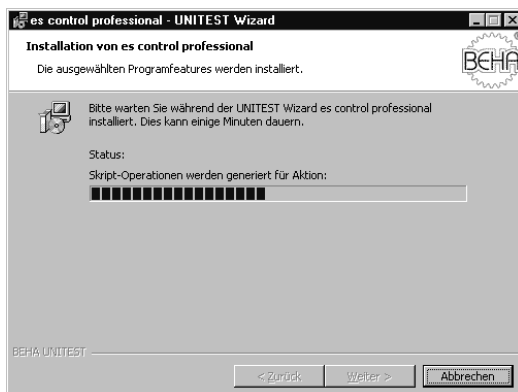 es control professional - UNITEST Wizard
Installation von es control professional
Die ausgewählten Programfeatures werden installiert.
BEHA
Bitte warten Sie während der UNITEST Wizard es control professional
installiert. Dies kann einige Minuten dauern.
Status:
Skript-Operationen werden generiert für Aktion:
BEHA UNITEST
< Zurück
Weiter >
Abbrechen